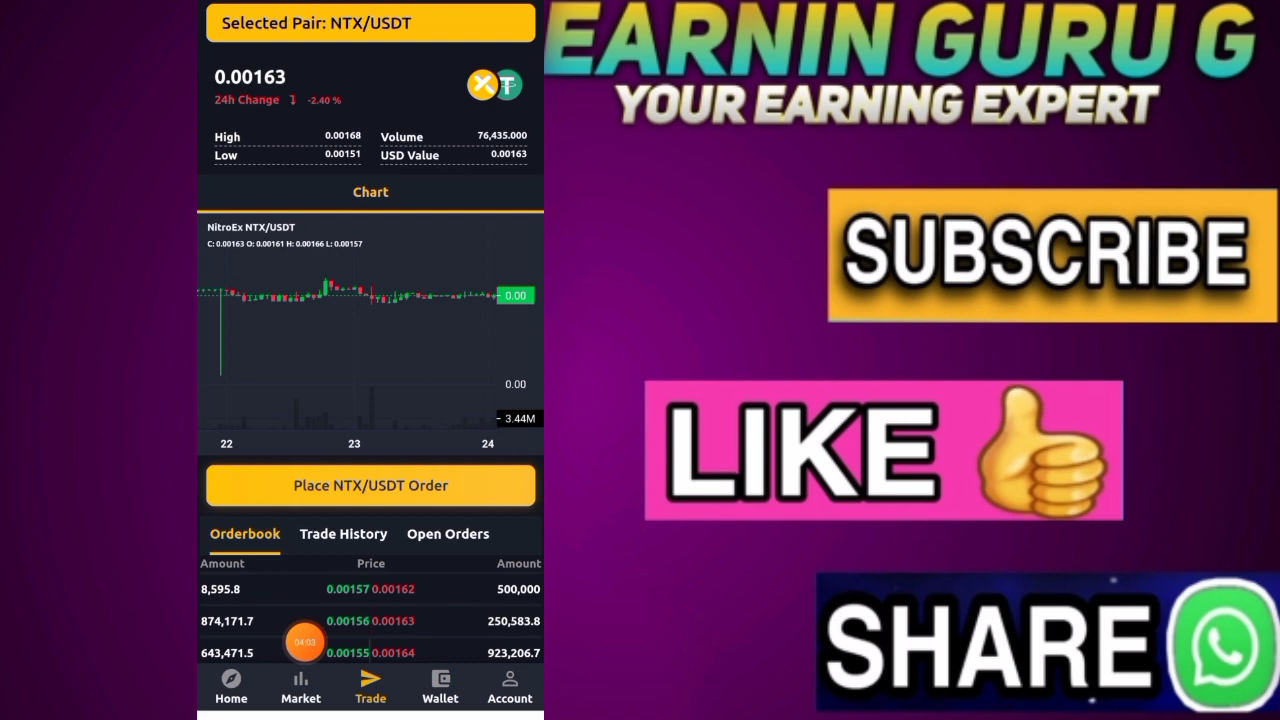 Selected Pair: NTX/USDT
0.00163
24h Change -2.40 %
High 0.00168 Volume 76,435.000
Low 0.00151 USD Value 0.00163
Chart
NitroEx NTX/USDT
C: 0.00163 O: 0.00161 H: 0.00166 L: 0.00157
0.00
0.00
3.44M
22 23 24
Place NTX/USDT Order
Orderbook Trade History Open Orders
Amount Price Amount
8,595.8 0.00157 0.00162 500,000
874,171.7 0.00156 0.00163 250,583.8
04:03
643,471.5 0.00155 0.00164 923,206.7
Home Market Trade Wallet Account
EARNIN GURU G
YOUR EARNING EXPERT
SUBSCRIBE
LIKE
SHARE